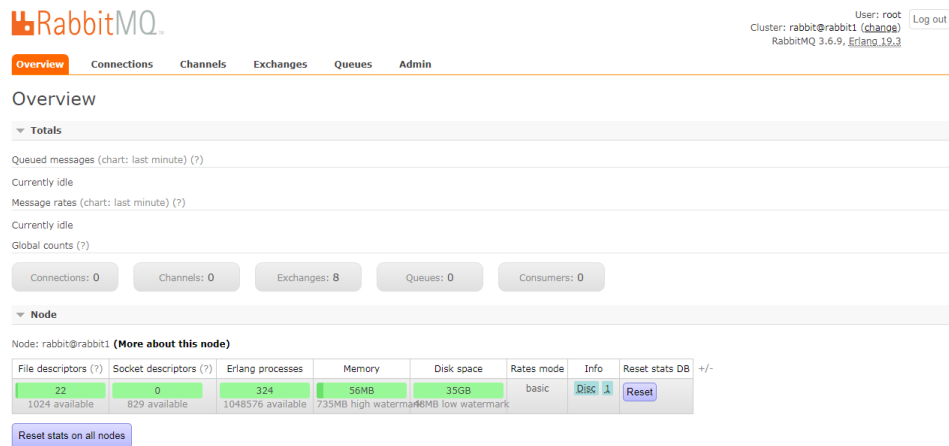 RabbitMQ™
User: root
Log out
Cluster: rabbit@rabbit1 (change)
RabbitMQ 3.6.9, Erlang 19.3
Overview Connections Channels Exchanges Queues Admin
Overview
Totals
Queued messages (chart: last minute) (?)
Currently idle
Message rates (chart: last minute) (?)
Currently idle
Global counts (?)
Connections: 0 Channels: 0 Exchanges: 8 Queues: 0 Consumers: 0
Node
Node: rabbit@rabbit1 (More about this node)
File descriptors (?) Socket descriptors (?) Erlang processes Memory Disk space Rates mode Info Reset stats DB +/-
22 0 324 56MB 35GB basic Disc 1 Reset
1024 available 829 available 1048576 available 735MB high watermark 48MB low watermark
Reset stats on all nodes